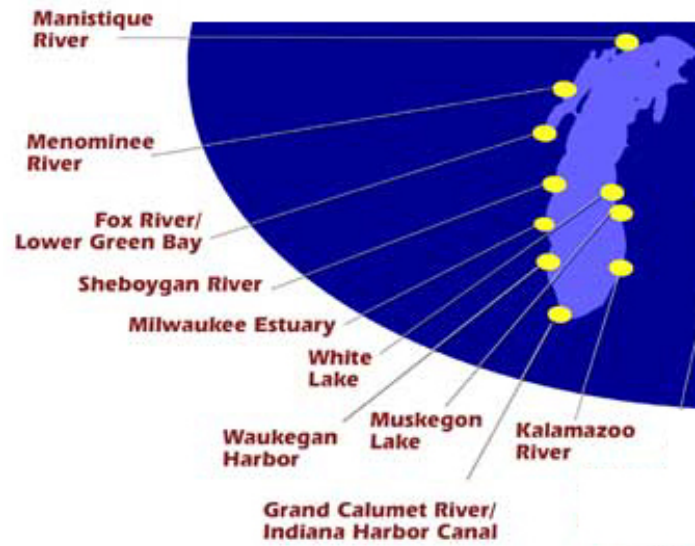 Manistique
River
Menominee
River
Fox River/
Lower Green Bay
Sheboygan River
Milwaukee Estuary
White
Lake
Waukegan
Harbor
Muskegon
Lake
Kalamazoo
River
Grand Calumet River/
Indiana Harbor Canal